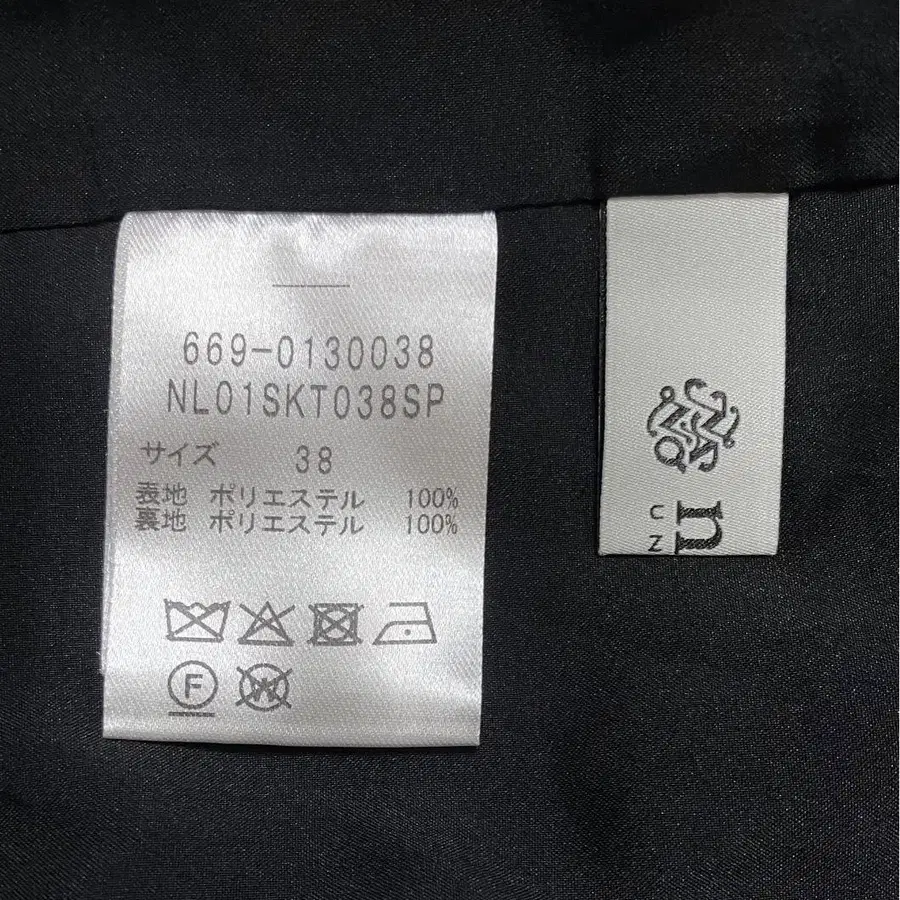 669-0130038
NL01SKT038SP
サイズ 38
表地 ポリエステル 100%
裏地 ポリエステル 100%
F
W
n